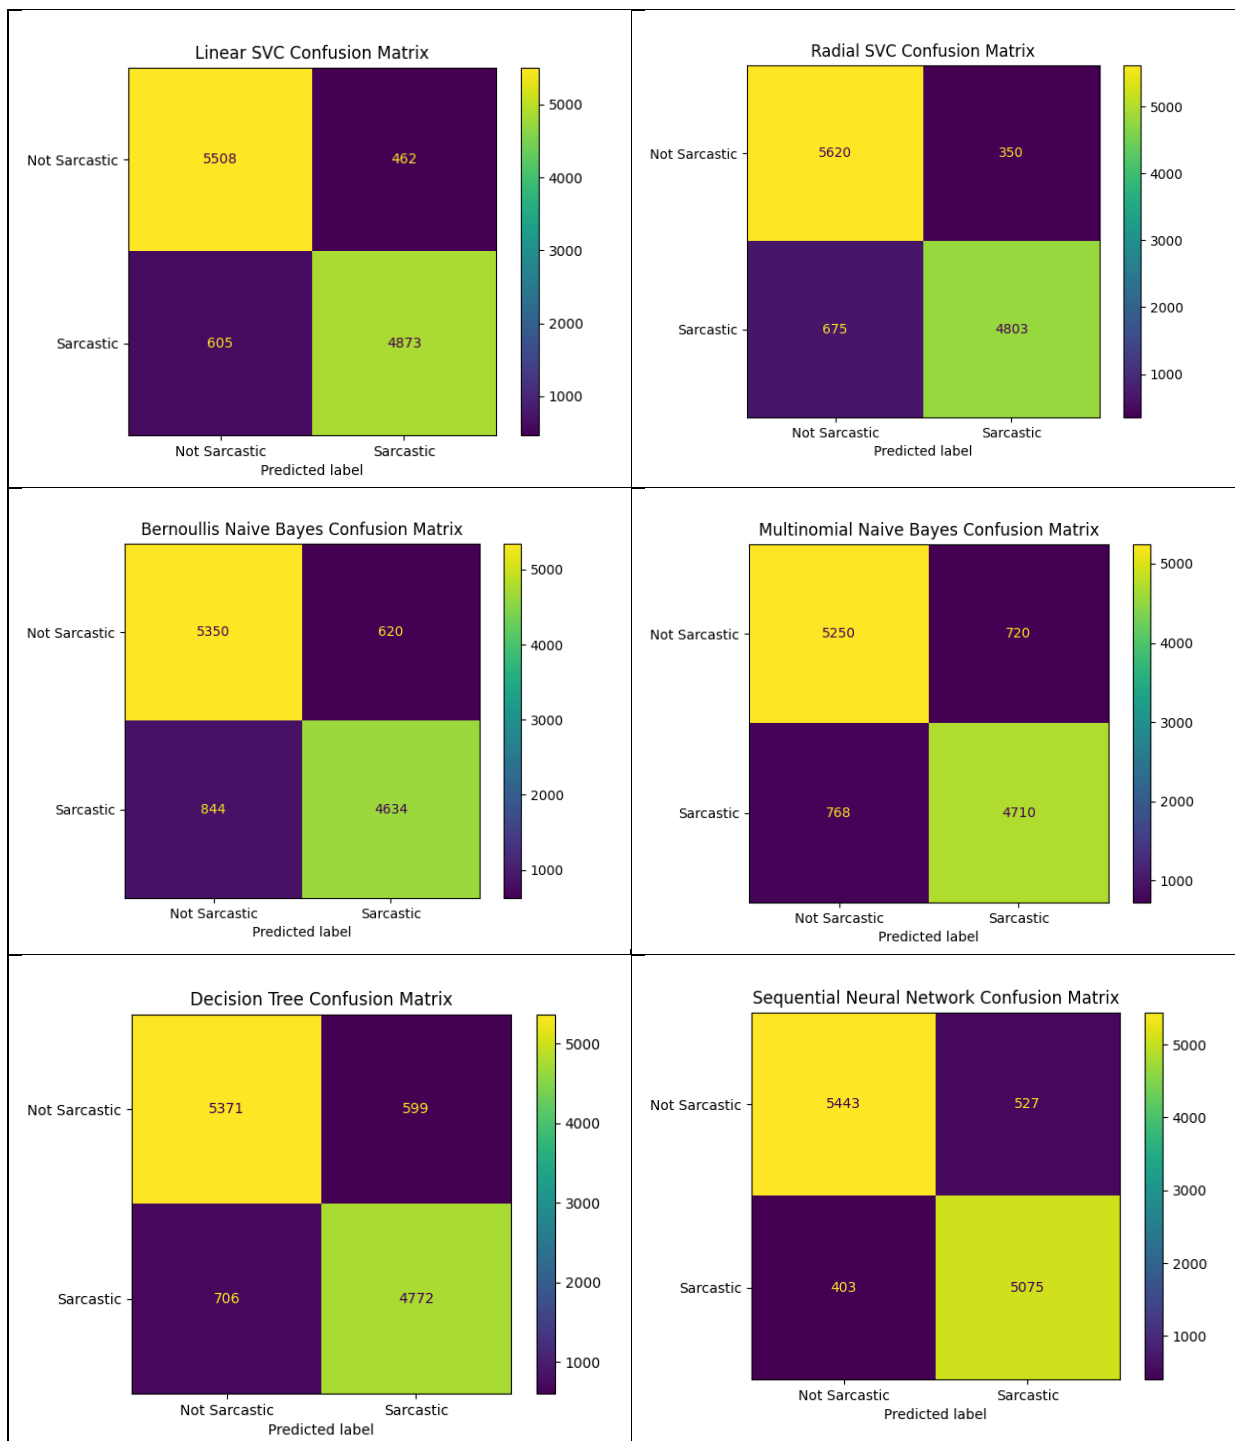 Linear SVC Confusion Matrix
Not Sarcastic 5508 462
Sarcastic 605 4873
Not Sarcastic Sarcastic
Predicted label
5000
4000
3000
2000
1000
Radial SVC Confusion Matrix
Not Sarcastic 5620 350
Sarcastic 675 4803
Not Sarcastic Sarcastic
Predicted label
5000
4000
3000
2000
1000
Bernoullis Naive Bayes Confusion Matrix
Not Sarcastic 5350 620
Sarcastic 844 4634
Not Sarcastic Sarcastic
Predicted label
5000
4000
3000
2000
1000
Multinomial Naive Bayes Confusion Matrix
Not Sarcastic 5250 720
Sarcastic 768 4710
Not Sarcastic Sarcastic
Predicted label
5000
4000
3000
2000
1000
Decision Tree Confusion Matrix
Not Sarcastic 5371 599
Sarcastic 706 4772
Not Sarcastic Sarcastic
Predicted label
5000
4000
3000
2000
1000
Sequential Neural Network Confusion Matrix
Not Sarcastic 5443 527
Sarcastic 403 5075
Not Sarcastic Sarcastic
Predicted label
5000
4000
3000
2000
1000